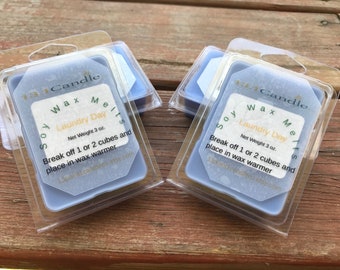 Candle
Soy Wax Melts
Laundry Day
Net Weight 3 oz.
Break off 1 or 2 cubes and
place in wax warmer
Candle
Soy Wax Melts
Laundry Day
Net Weight 3 oz.
Break off 1 or 2 cubes and
place in wax warmer